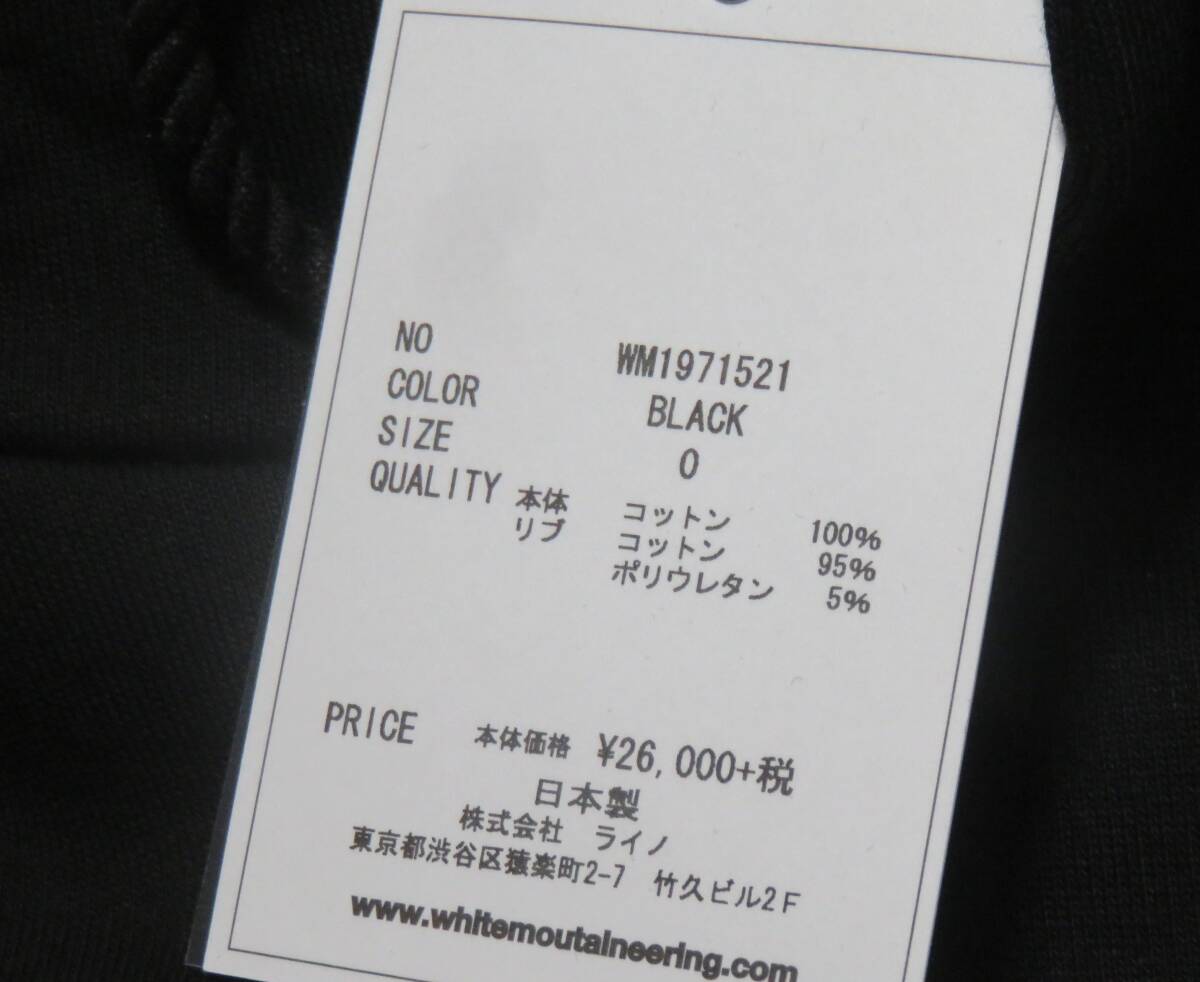 NO WM1971521
COLOR BLACK
SIZE 0
QUALITY 本体 コットン 100%
リブ コットン 95%
ポリウレタン 5%
PRICE 本体価格 ¥26,000+税
日本製
株式会社 ライノ
東京都渋谷区猿楽町2-7 竹久ビル2F
www.whitemoutaineering.com